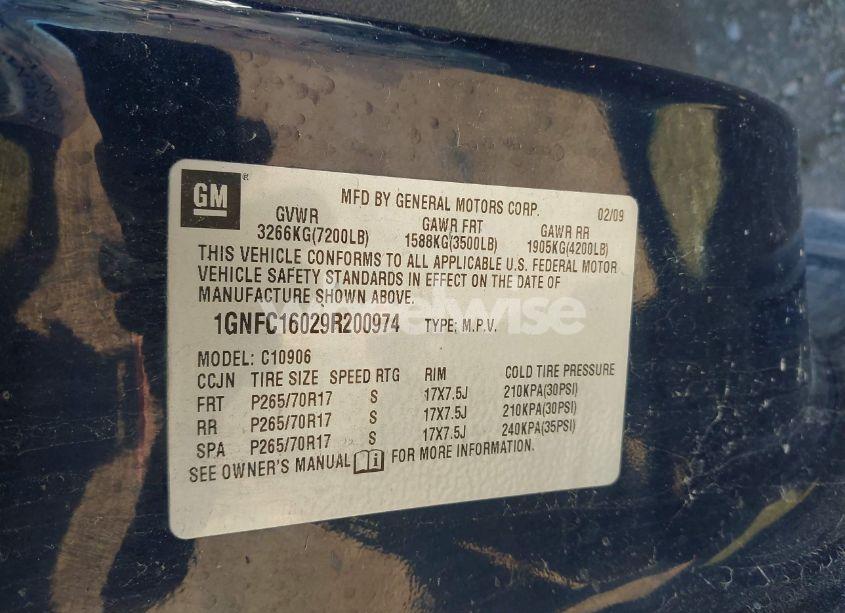 GM
MFD BY GENERAL MOTORS CORP. 02/09
GVWR GAWR FRT GAWR RR
3266KG(7200LB) 1588KG(3500LB) 1905KG(4200LB)
THIS VEHICLE CONFORMS TO ALL APPLICABLE U.S. FEDERAL MOTOR
VEHICLE SAFETY STANDARDS IN EFFECT ON THE DATE OF
MANUFACTURE SHOWN ABOVE.
1GNFC16029R200974 TYPE: M.P.V.
MODEL: C10906
CCJN TIRE SIZE SPEED RTG RIM COLD TIRE PRESSURE
FRT P265/70R17 S 17X7.5J 210KPA(30PSI)
RR P265/70R17 S 17X7.5J 210KPA(30PSI)
SPA P265/70R17 S 17X7.5J 240KPA(35PSI)
SEE OWNER'S MANUAL FOR MORE INFORMATION.